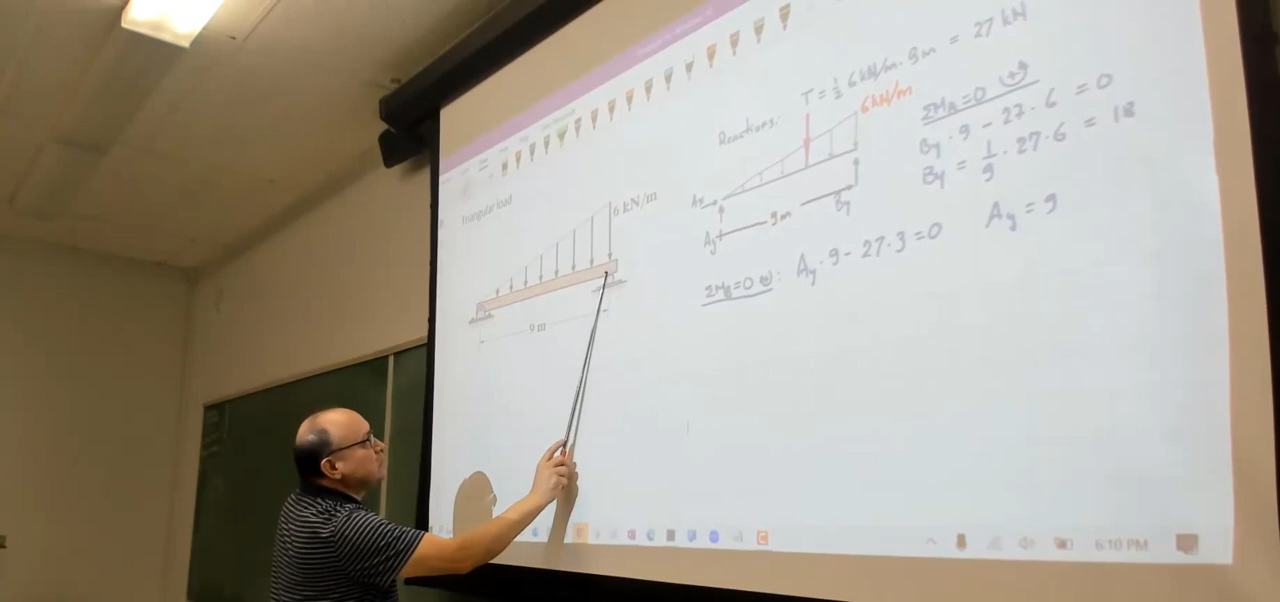 Triangular load
6 kN/m
9 m
Reactions:
T = 1/2 6kN/m · 9m = 27 kN
6kN/m
Ax
Ay
9m
By
ΣMA=0
By · 9 − 27 · 6 = 0
By = 1/9 · 27 · 6 = 18
ΣMB=0 : Ay · 9 − 27 · 3 = 0
Ay = 9
6:10 PM